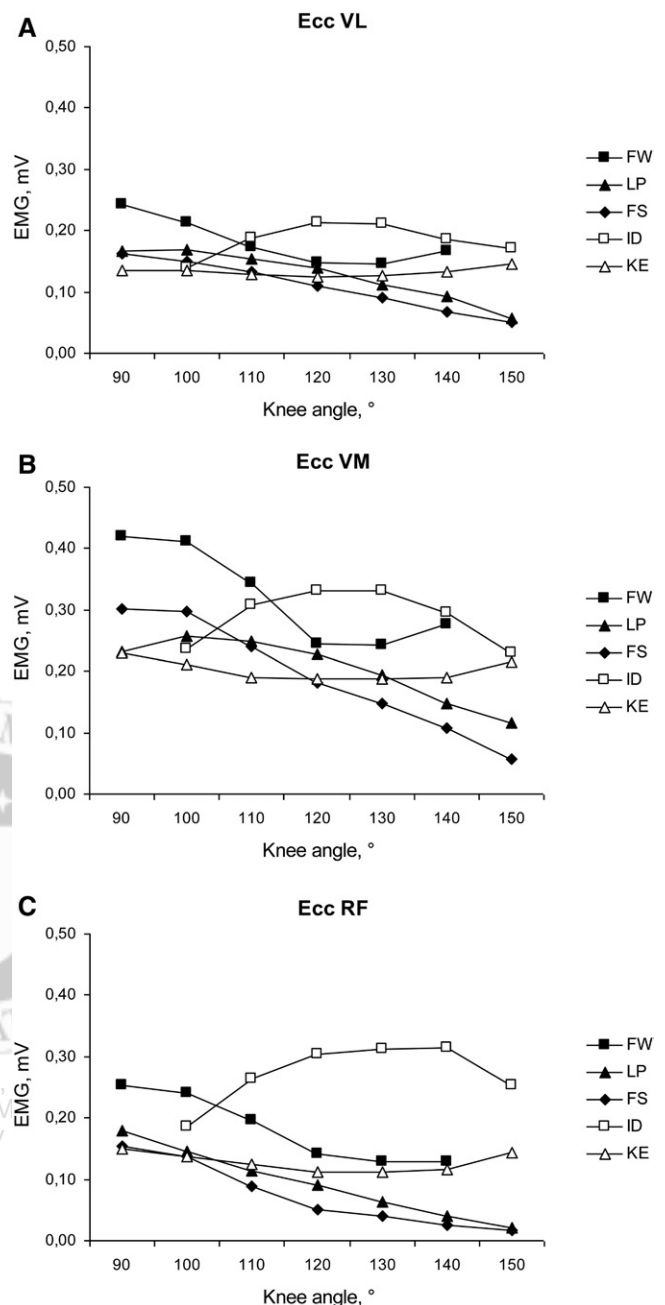 A
Ecc VL
0,50
0,40
0,30
0,20
0,10
0,00
EMG, mV
90 100 110 120 130 140 150
Knee angle, °
FW
LP
FS
ID
KE
B
Ecc VM
0,50
0,40
0,30
0,20
0,10
0,00
EMG, mV
90 100 110 120 130 140 150
Knee angle, °
FW
LP
FS
ID
KE
C
Ecc RF
0,50
0,40
0,30
0,20
0,10
0,00
EMG, mV
90 100 110 120 130 140 150
Knee angle, °
FW
LP
FS
ID
KE